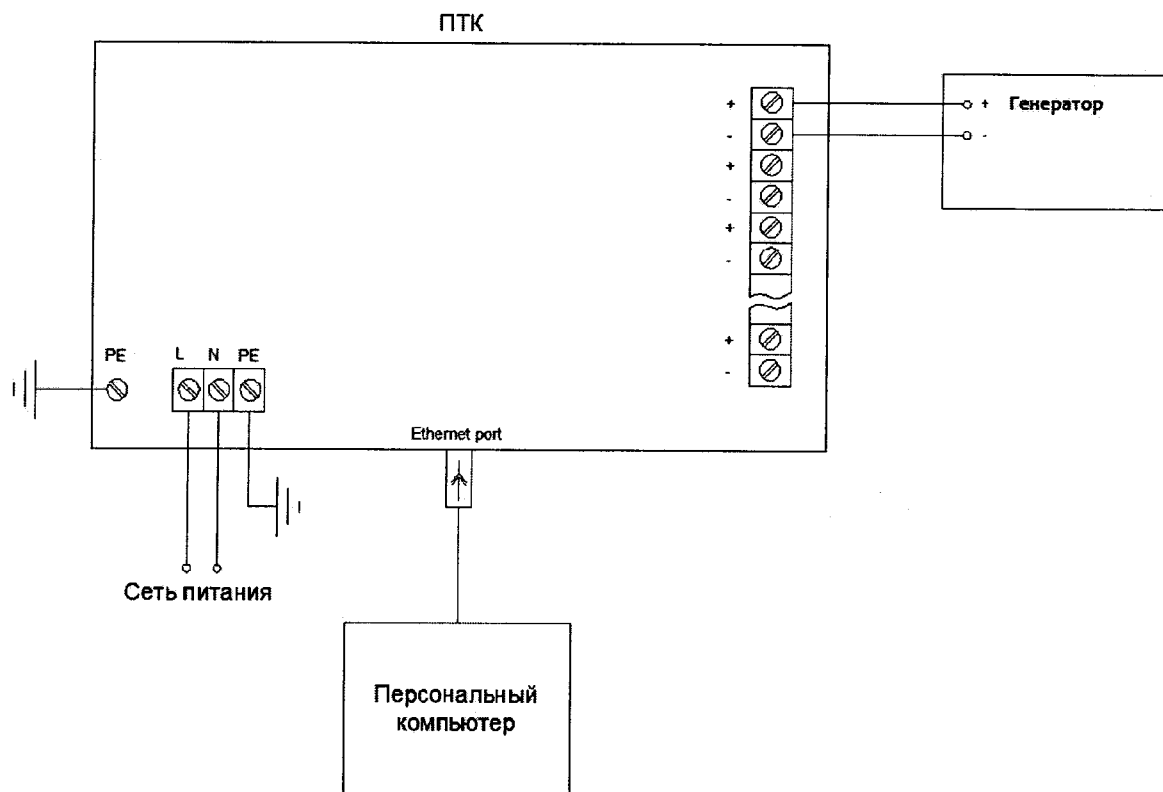 ПТК
+
+ Генератор
-
-
+
-
+
-
+
-
PE
L N PE
Ethernet port
Сеть питания
Персональный
компьютер